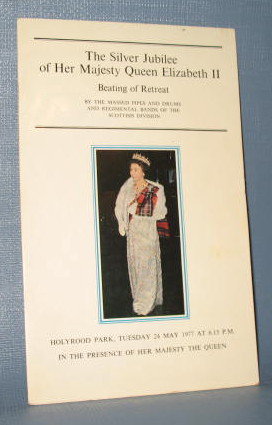 The Silver Jubilee
of Her Majesty Queen Elizabeth II
Beating of Retreat
BY THE MASSED PIPES AND DRUMS
AND REGIMENTAL BANDS OF THE
SCOTTISH DIVISION
HOLYROOD PARK, TUESDAY 24 MAY 1977 AT 6.15 P.M.
IN THE PRESENCE OF HER MAJESTY THE QUEEN